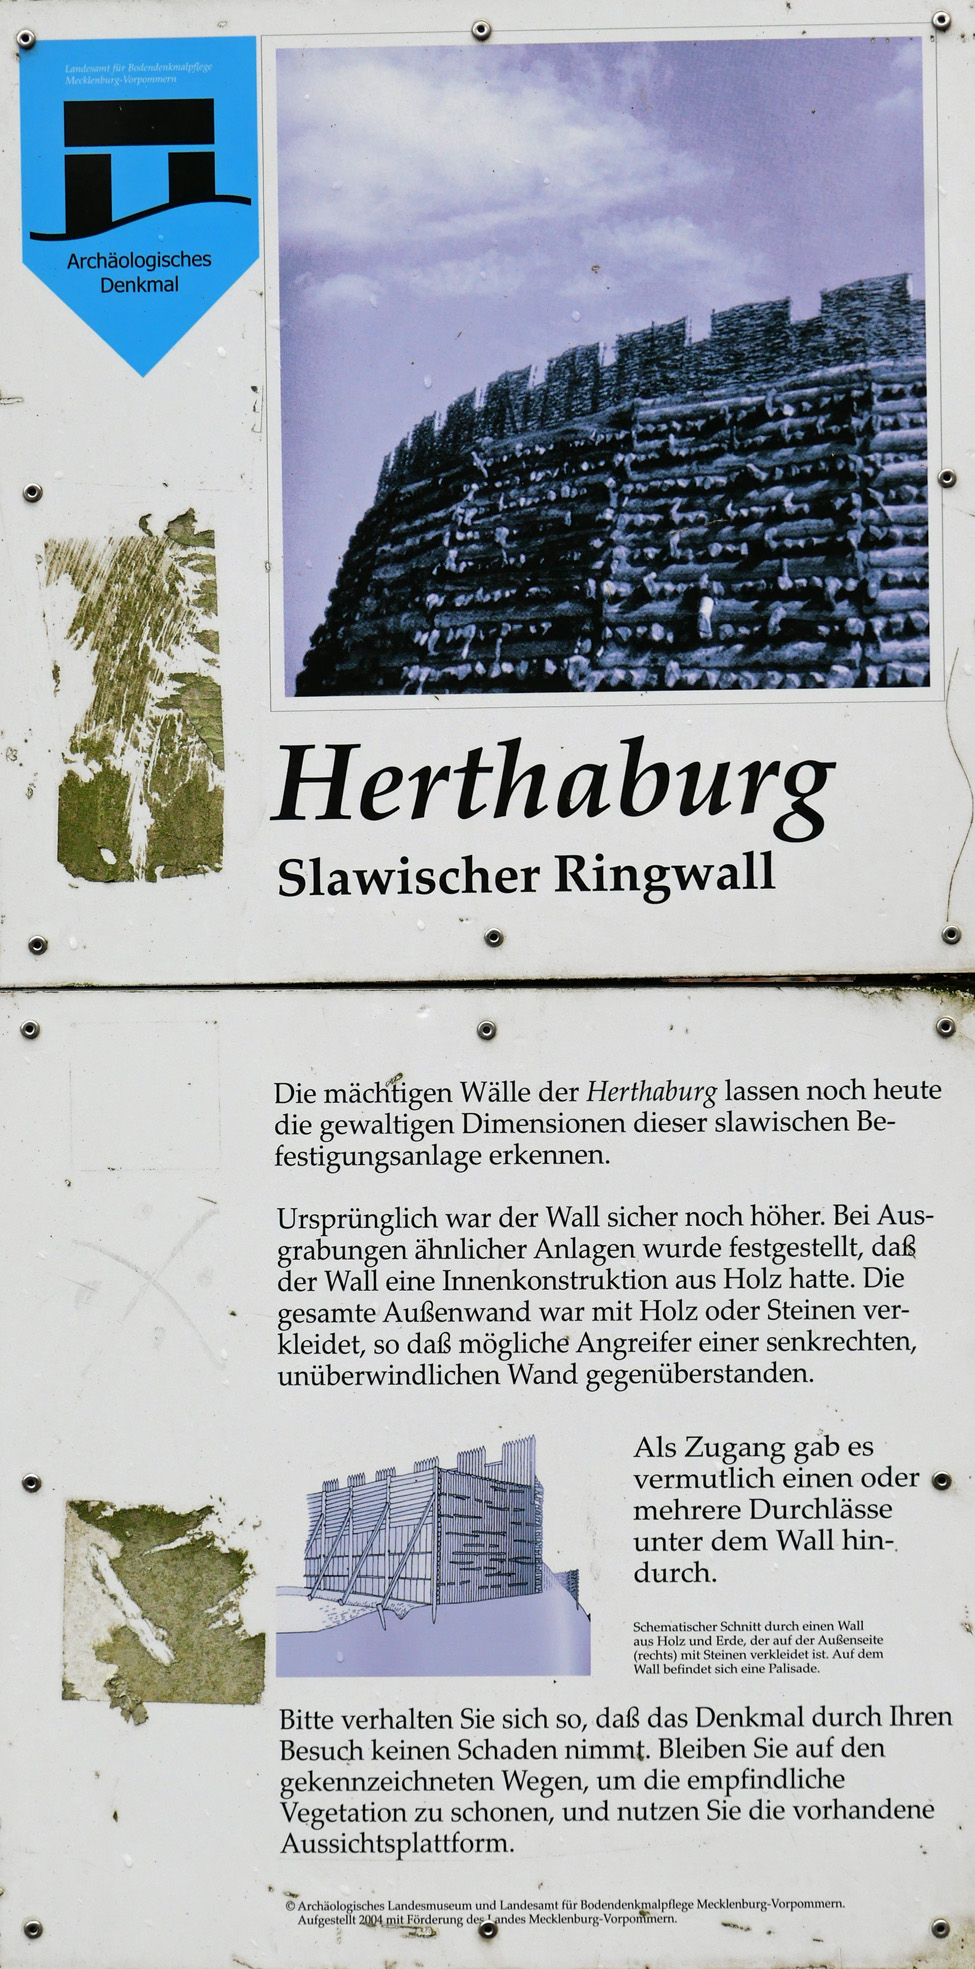 Landesamt für Bodendenkmalpflege
Mecklenburg-Vorpommern
Archäologisches
Denkmal
Herthaburg
Slawischer Ringwall
Die mächtigen Wälle der Herthaburg lassen noch heute
die gewaltigen Dimensionen dieser slawischen Be-
festigungsanlage erkennen.
Ursprünglich war der Wall sicher noch höher. Bei Aus-
grabungen ähnlicher Anlagen wurde festgestellt, daß
der Wall eine Innenkonstruktion aus Holz hatte. Die
gesamte Außenwand war mit Holz oder Steinen ver-
kleidet, so daß mögliche Angreifer einer senkrechten,
unüberwindlichen Wand gegenüberstanden.
Als Zugang gab es
vermutlich einen oder
mehrere Durchlässe
unter dem Wall hin-
durch.
Schematischer Schnitt durch einen Wall
aus Holz und Erde, der auf der Außenseite
(rechts) mit Steinen verkleidet ist. Auf dem
Wall befindet sich eine Palisade.
Bitte verhalten Sie sich so, daß das Denkmal durch Ihren
Besuch keinen Schaden nimmt. Bleiben Sie auf den
gekennzeichneten Wegen, um die empfindliche
Vegetation zu schonen, und nutzen Sie die vorhandene
Aussichtsplattform.
© Archäologisches Landesmuseum und Landesamt für Bodendenkmalpflege Mecklenburg-Vorpommern.
Aufgestellt 2004 mit Förderung des Landes Mecklenburg-Vorpommern.